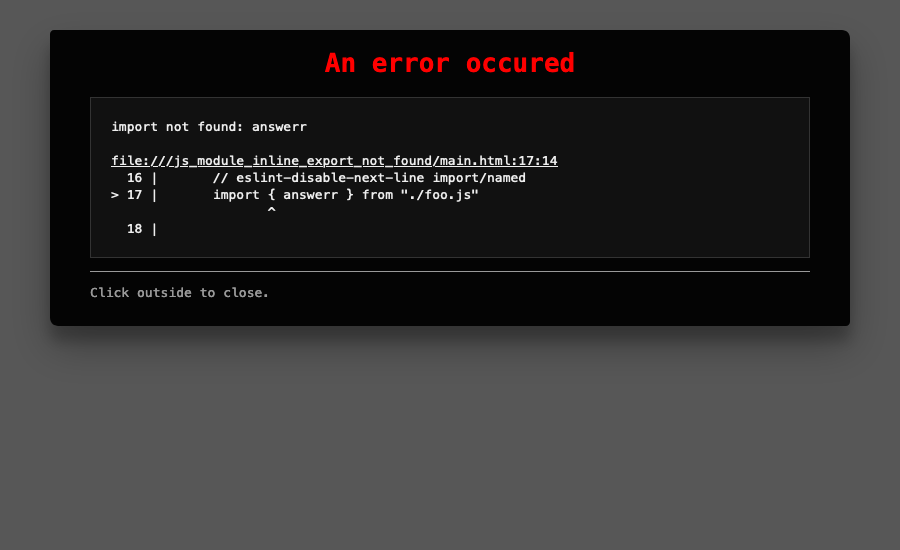 An error occured
import not found: answerr
file:///js_module_inline_export_not_found/main.html:17:14
  16 |       // eslint-disable-next-line import/named
> 17 |       import { answerr } from "./foo.js"
                    ^
  18 |
Click outside to close.